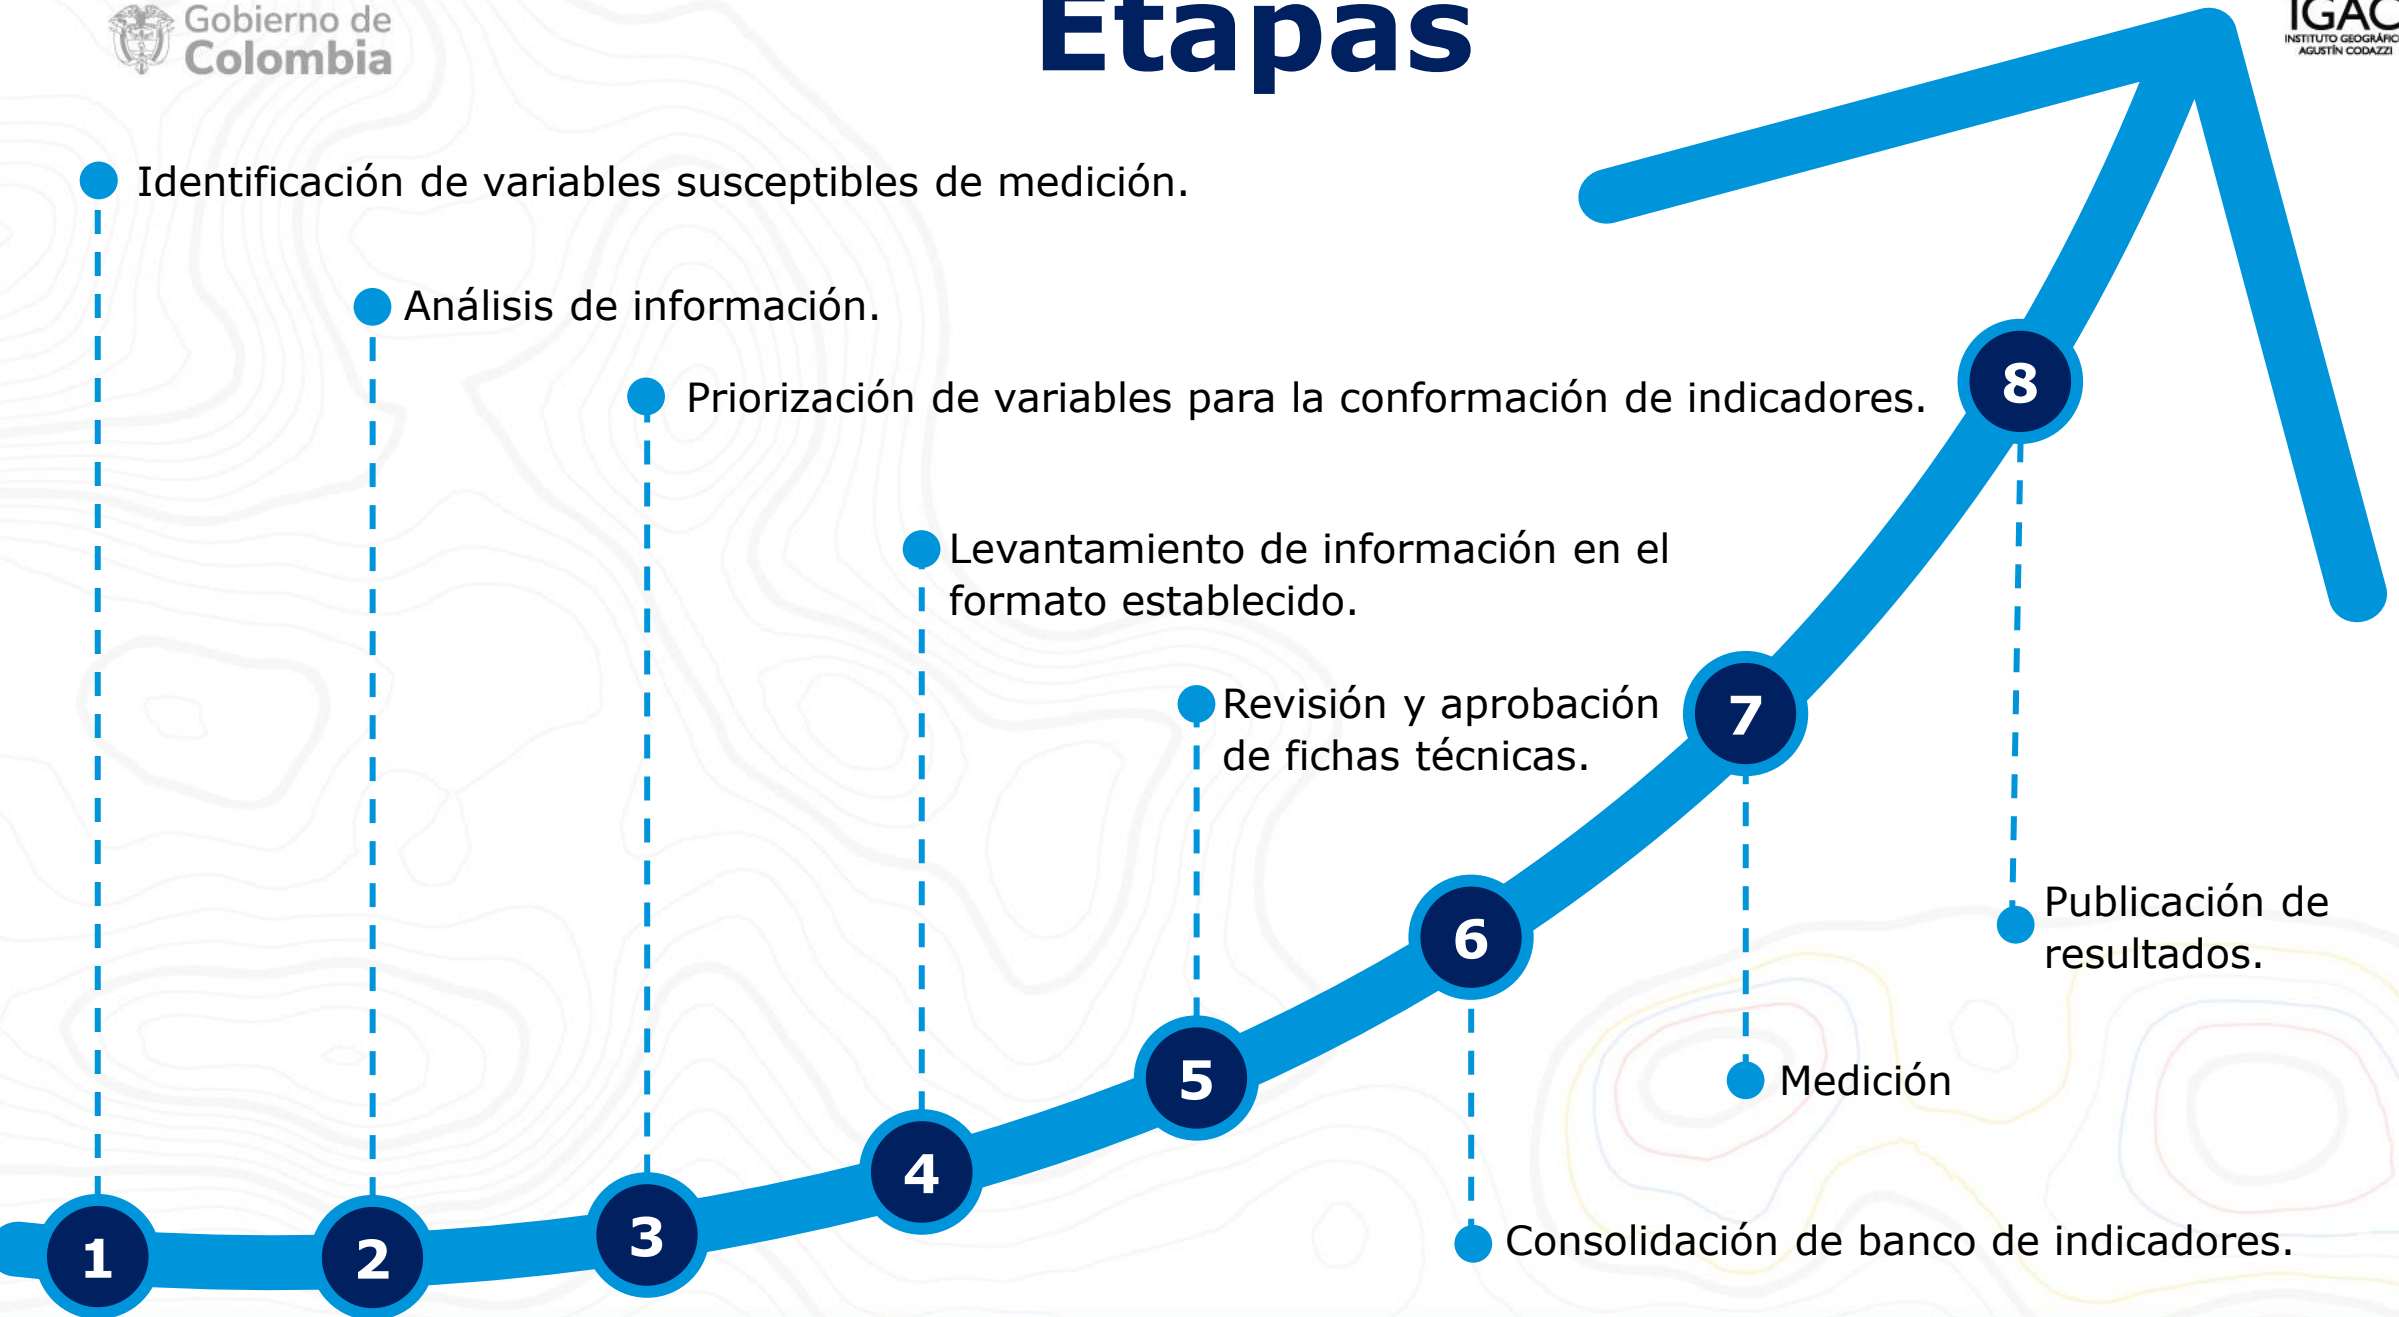 Gobierno de
Colombia
Etapas
IGAC
INSTITUTO GEOGRÁFICO
AGUSTÍN CODAZZI
Identificación de variables susceptibles de medición.
Análisis de información.
Priorización de variables para la conformación de indicadores.
8
Levantamiento de información en el
formato establecido.
Revisión y aprobación
de fichas técnicas.
7
Publicación de
resultados.
6
5
Medición
4
Consolidación de banco de indicadores.
3
2
1